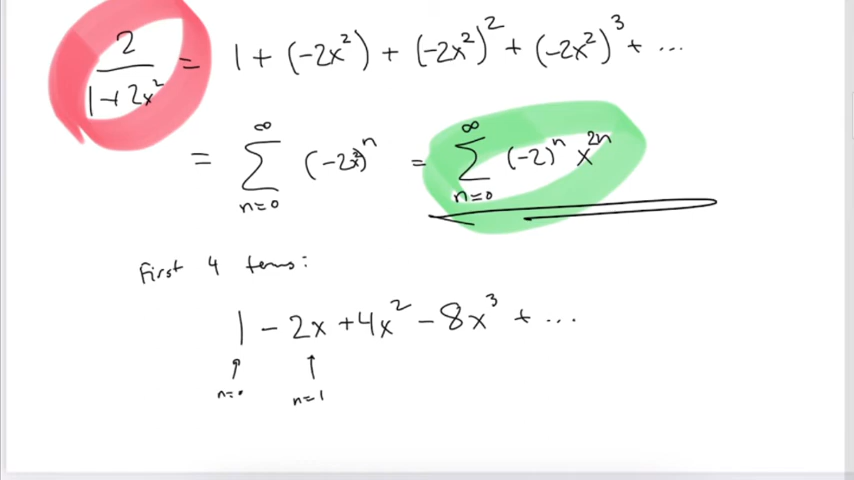 2/(1+2x²) = 1 + (-2x²) + (-2x²)² + (-2x²)³ + ...
= ∑_{n=0}^{∞} (-2x²)ⁿ = ∑_{n=0}^{∞} (-2)ⁿ x²ⁿ
First 4 terms:
1 - 2x + 4x² - 8x³ + ...
↑ ↑
n=0 n=1